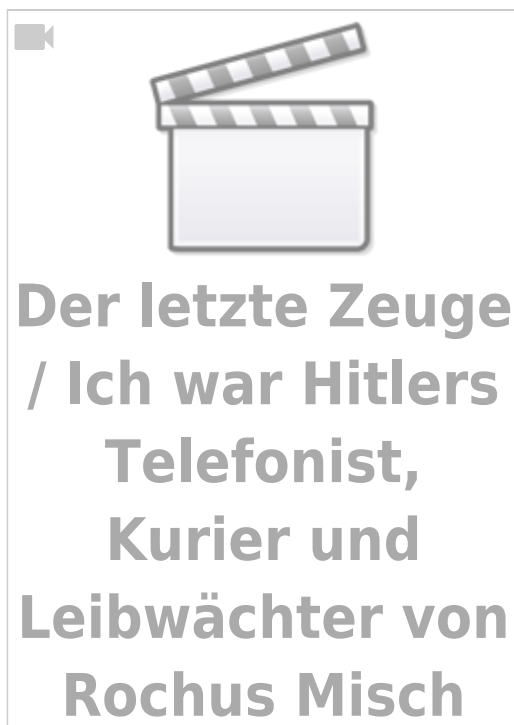 Der letzte Zeuge
/ Ich war Hitlers
Telefonist,
Kurier und
Leibwächter von
Rochus Misch